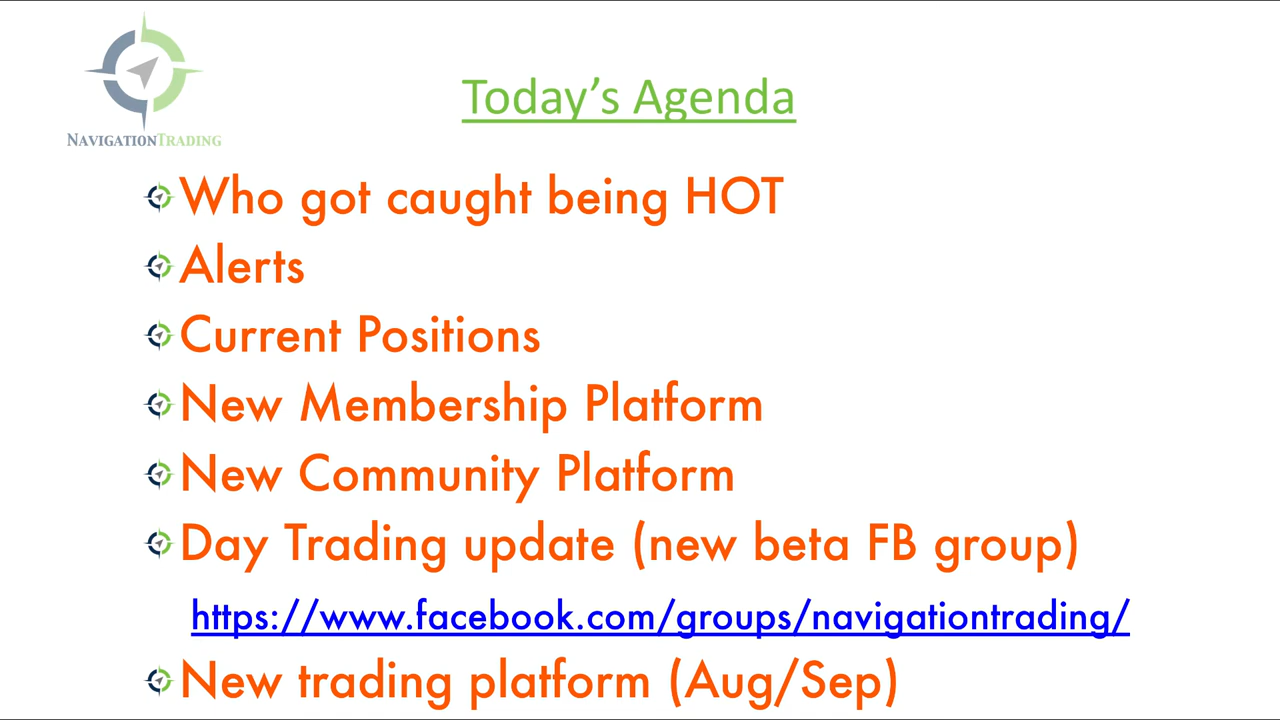 NAVIGATIONTRADING
Today's Agenda
Who got caught being HOT
Alerts
Current Positions
New Membership Platform
New Community Platform
Day Trading update (new beta FB group)
https://www.facebook.com/groups/navigationtrading/
New trading platform (Aug/Sep)